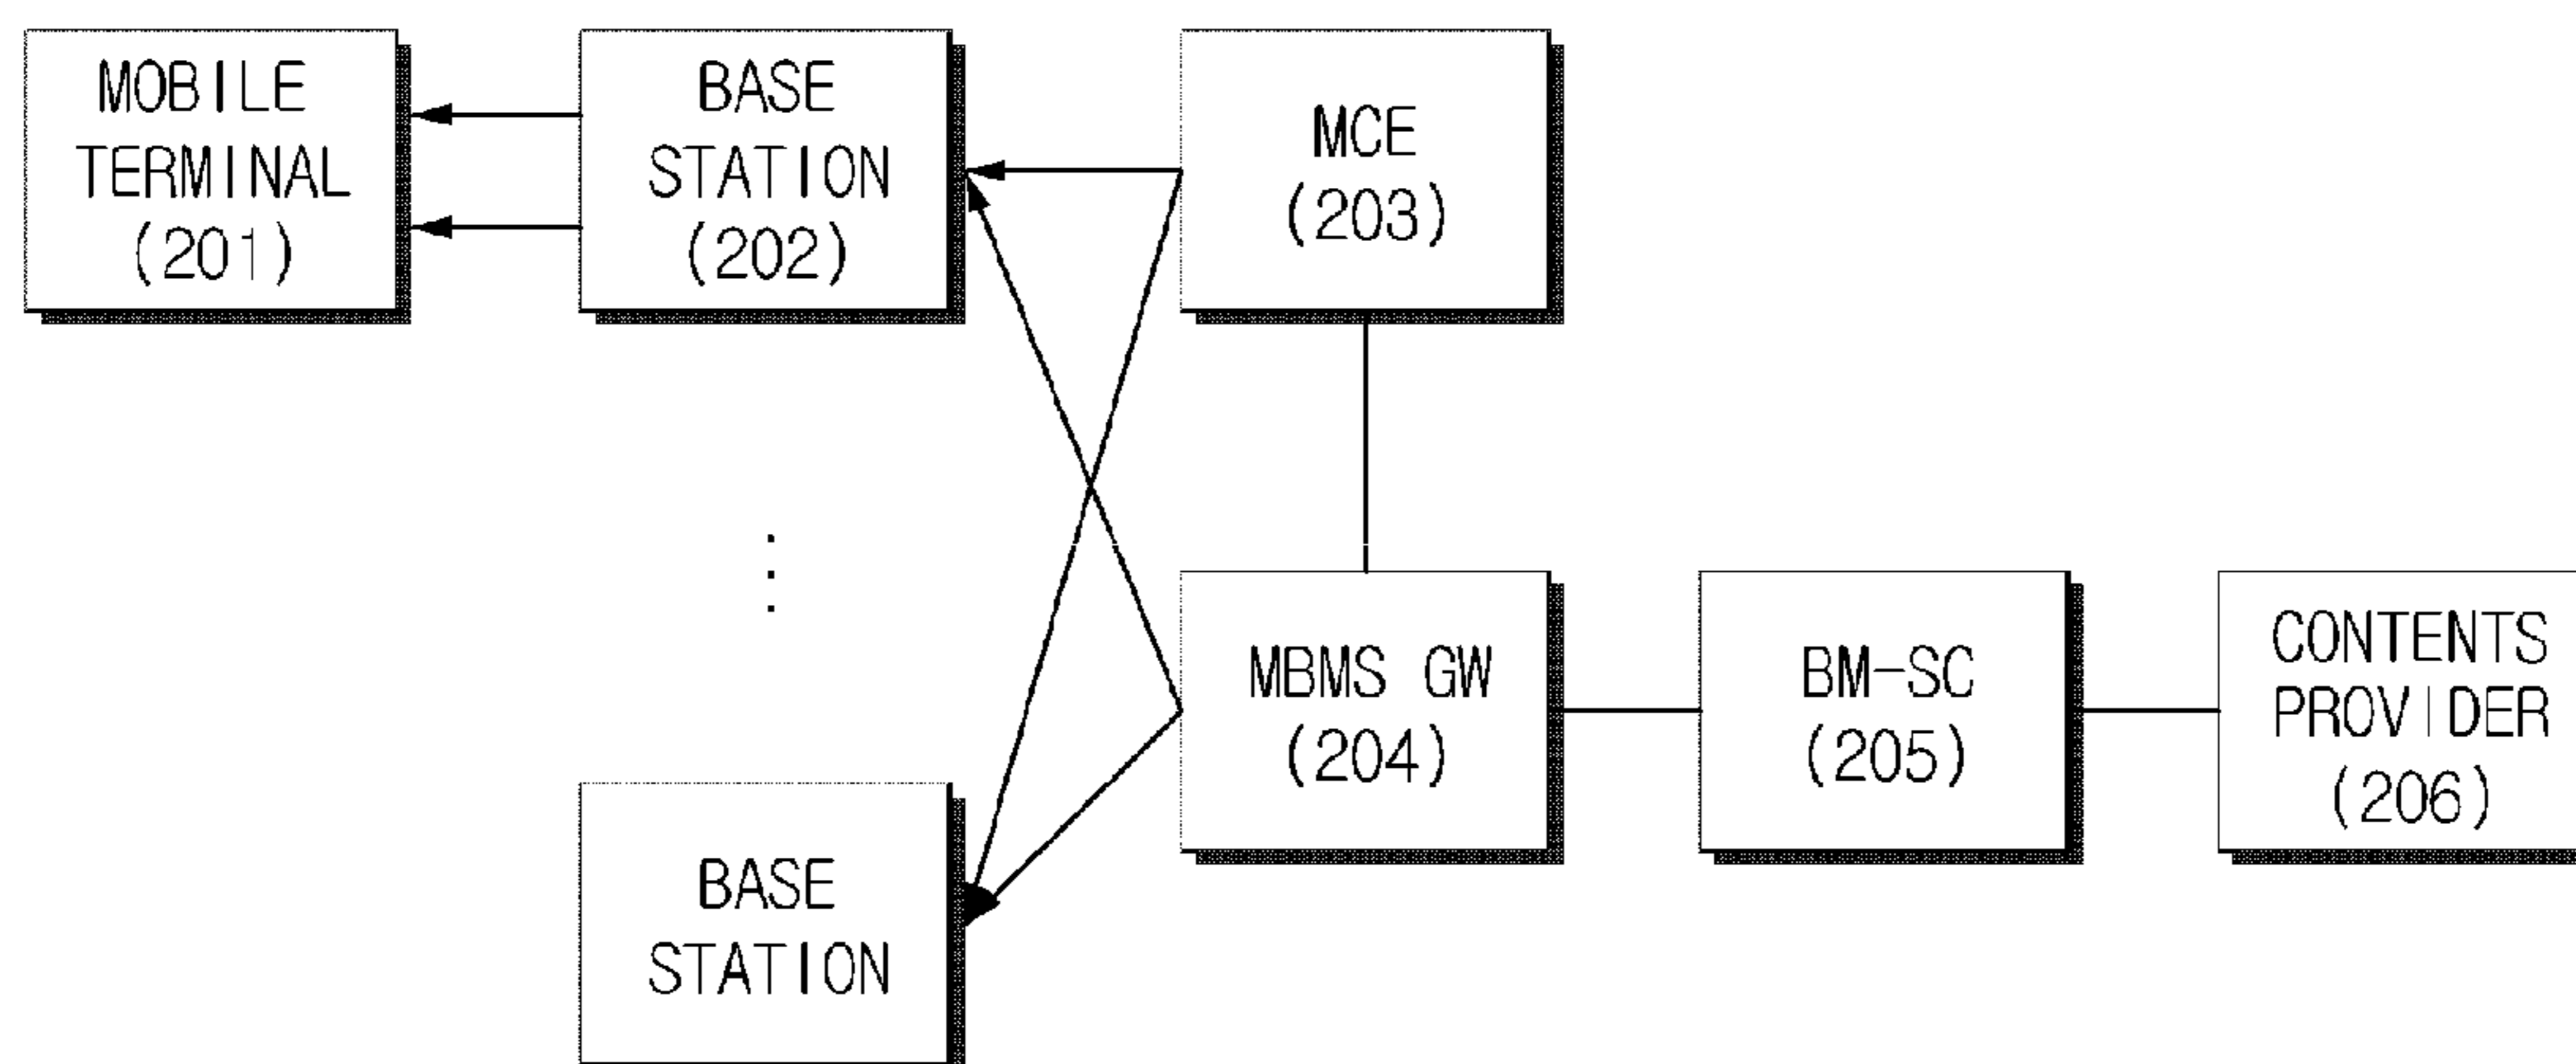 MOBILE
TERMINAL
(201)
BASE
STATION
(202)
MCE
(203)
MBMS GW
(204)
BM-SC
(205)
CONTENTS
PROVIDER
(206)
BASE
STATION